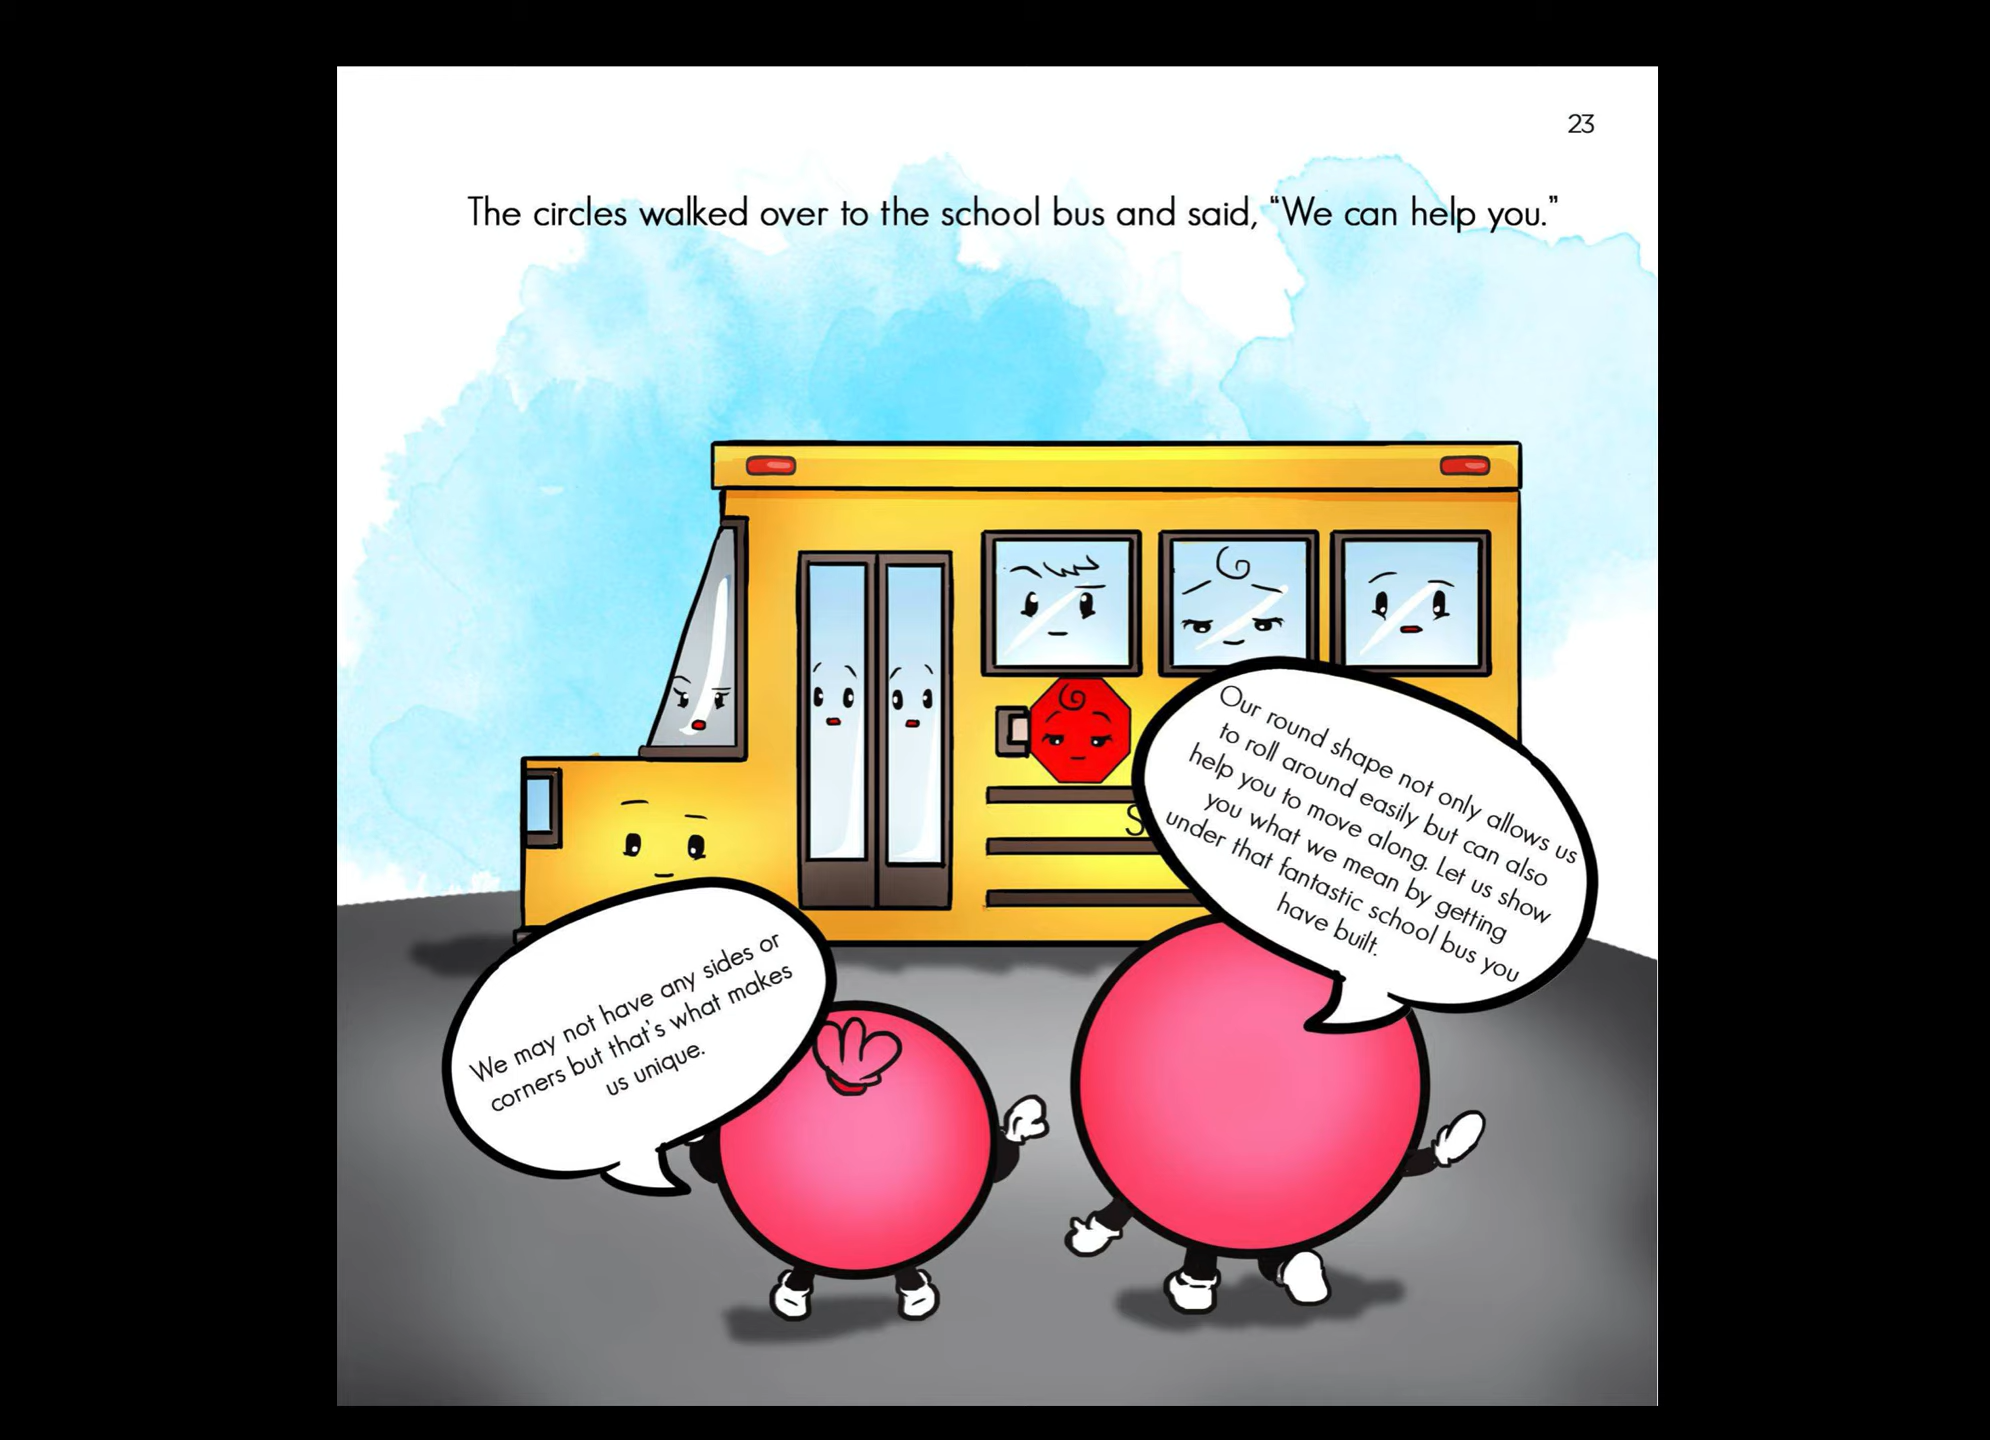 23
The circles walked over to the school bus and said, “We can help you.”
Our round shape not only allows us
to roll around easily but can also
help you to move along. Let us show
you what we mean by getting
under that fantastic school bus you
have built.
S
We may not have any sides or
corners but that's what makes
us unique.